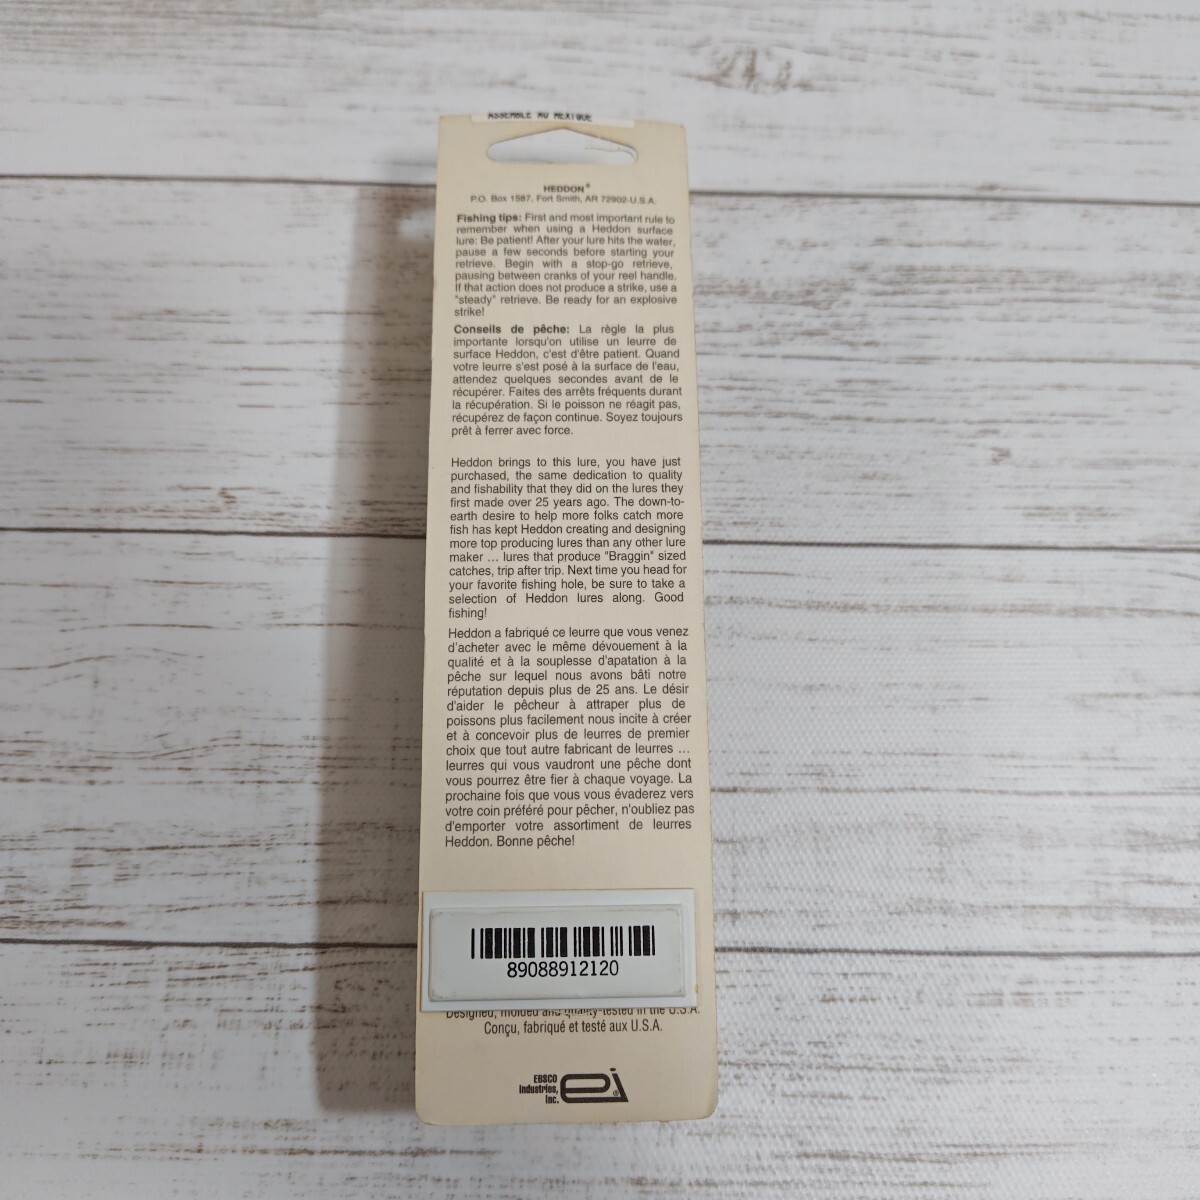 ASSEMBLE AU MEXIQUE
HEDDON®
P.O. Box 1587, Fort Smith, AR 72902-U.S.A.
Fishing tips: First and most important rule to
remember when using a Heddon surface
lure: Be patient! After your lure hits the water,
pause a few seconds before starting your
retrieve. Begin with a stop-go retrieve,
pausing between cranks of your reel handle.
If that action does not produce a strike, use a
"steady" retrieve. Be ready for an explosive
strike!
Conseils de pêche: La règle la plus
importante lorsqu'on utilise un leurre de
surface Heddon, c'est d'être patient. Quand
votre leurre s'est posé à la surface de l'eau,
attendez quelques secondes avant de le
récupérer. Faites des arrêts fréquents durant
la récupération. Si le poisson ne réagit pas,
récupérez de façon continue. Soyez toujours
prêt à ferrer avec force.
Heddon brings to this lure, you have just
purchased, the same dedication to quality
and fishability that they did on the lures they
first made over 25 years ago. The down-to-
earth desire to help more folks catch more
fish has kept Heddon creating and designing
more top producing lures than any other lure
maker ... lures that produce "Braggin" sized
catches, trip after trip. Next time you head for
your favorite fishing hole, be sure to take a
selection of Heddon lures along. Good
fishing!
Heddon a fabriqué ce leurre que vous venez
d'acheter avec le même dévouement à la
qualité et à la souplesse d'apatation à la
pêche sur lequel nous avons bâti notre
réputation depuis plus de 25 ans. Le désir
d'aider le pêcheur à attraper plus de
poissons plus facilement nous incite à créer
et à concevoir plus de leurres de premier
choix que tout autre fabricant de leurres ...
leurres qui vous vaudront une pêche dont
vous pourrez être fier à chaque voyage. La
prochaine fois que vous vous évaderez vers
votre coin préféré pour pêcher, n'oubliez pas
d'emporter votre assortiment de leurres
Heddon. Bonne pêche!
89088912120
Designed, molded and quality-tested in the U.S.A.
Conçu, fabriqué et testé aux U.S.A.
EBSCO
Industries,
Inc.
ei®